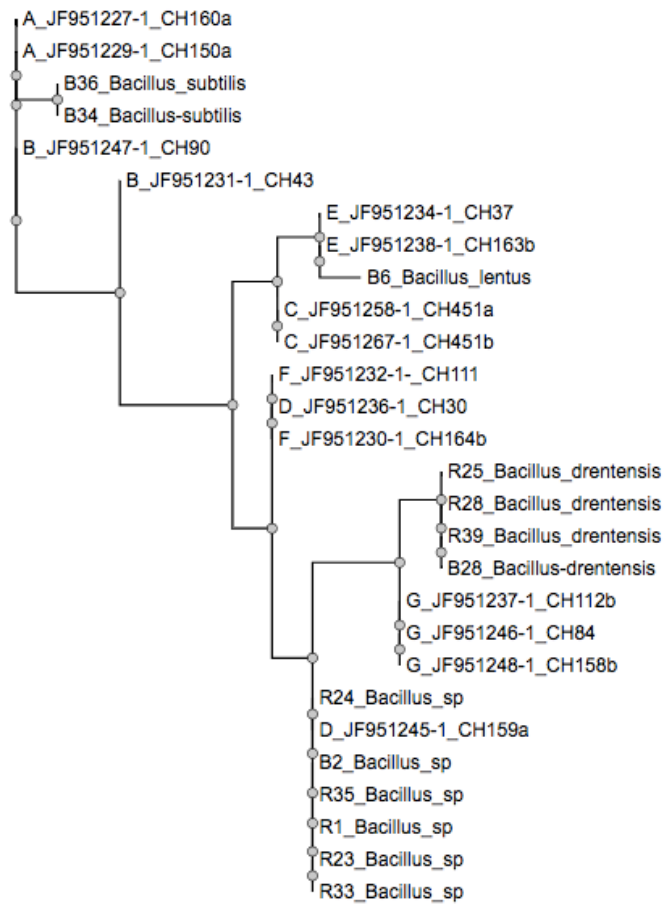 A_JF951227-1_CH160a
A_JF951229-1_CH150a
B36_Bacillus_subtilis
B34_Bacillus-subtilis
B_JF951247-1_CH90
B_JF951231-1_CH43
E_JF951234-1_CH37
E_JF951238-1_CH163b
B6_Bacillus_lentus
C_JF951258-1_CH451a
C_JF951267-1_CH451b
F_JF951232-1-_CH111
D_JF951236-1_CH30
F_JF951230-1_CH164b
R25_Bacillus_drentensis
R28_Bacillus_drentensis
R39_Bacillus_drentensis
B28_Bacillus-drentensis
G_JF951237-1_CH112b
G_JF951246-1_CH84
G_JF951248-1_CH158b
R24_Bacillus_sp
D_JF951245-1_CH159a
B2_Bacillus_sp
R35_Bacillus_sp
R1_Bacillus_sp
R23_Bacillus_sp
R33_Bacillus_sp